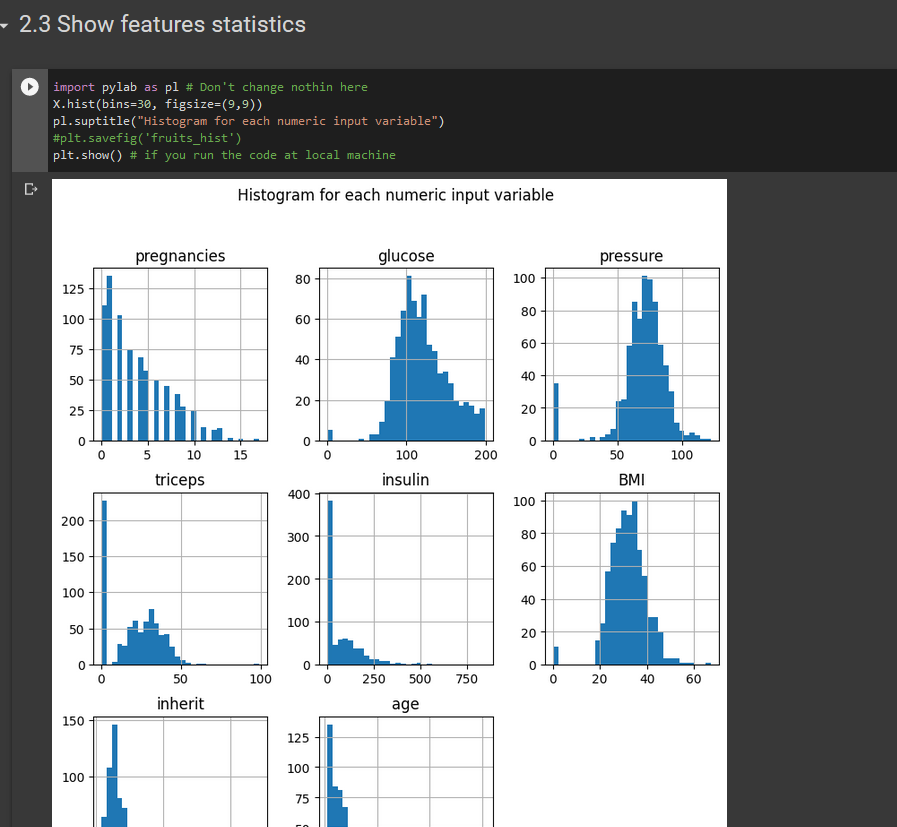 2.3 Show features statistics
import pylab as pl # Don't change nothin here
X.hist(bins=30, figsize=(9,9))
pl.suptitle("Histogram for each numeric input variable")
#plt.savefig('fruits_hist')
plt.show() # if you run the code at local machine
Histogram for each numeric input variable
pregnancies
125
100
75
50
25
0
0 5 10 15
glucose
80
60
40
20
0
0 100 200
pressure
100
80
60
40
20
0
0 50 100
triceps
200
150
100
50
0
0 50 100
insulin
400
300
200
100
0
0 250 500 750
BMI
100
80
60
40
20
0
0 20 40 60
inherit
150
100
age
125
100
75